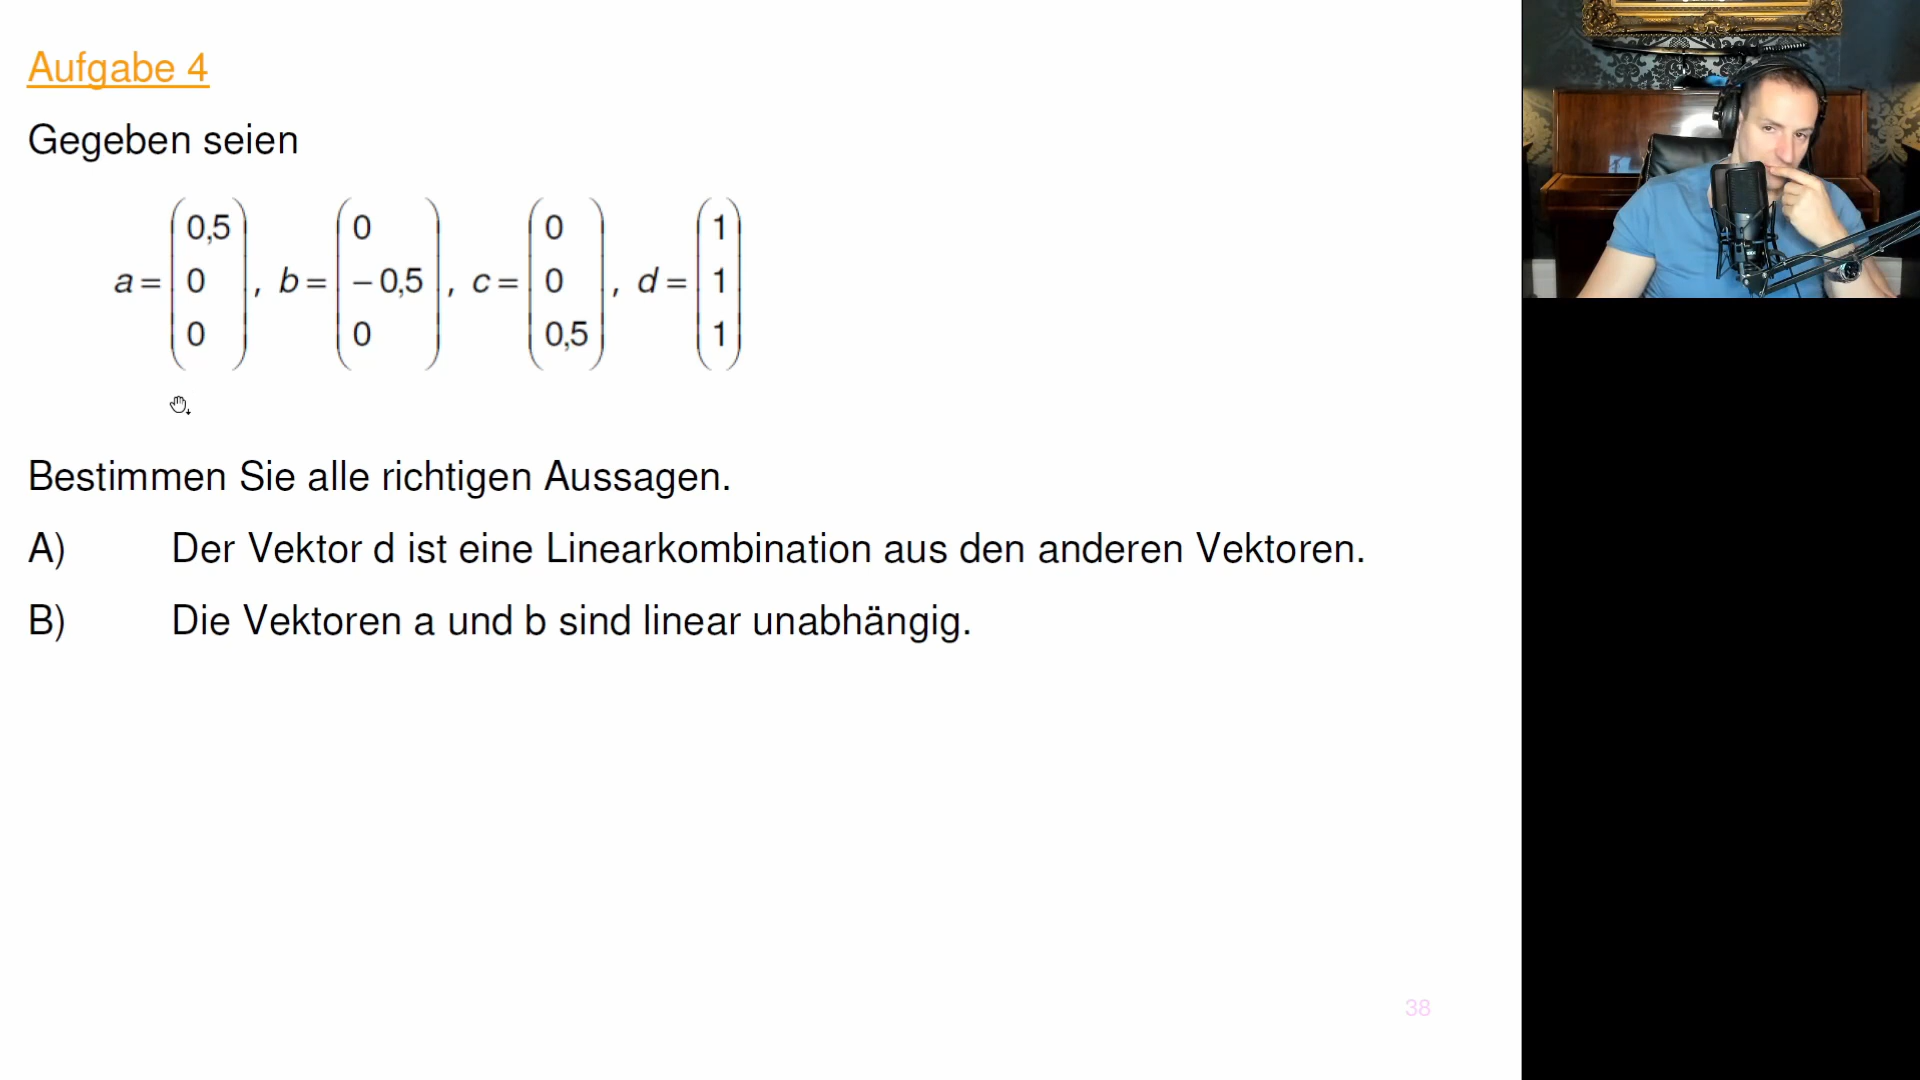 Aufgabe 4
Gegeben seien
a = (0,5 0 0), b = (0 −0,5 0), c = (0 0 0,5), d = (1 1 1)
Bestimmen Sie alle richtigen Aussagen.
A) Der Vektor d ist eine Linearkombination aus den anderen Vektoren.
B) Die Vektoren a und b sind linear unabhängig.
38